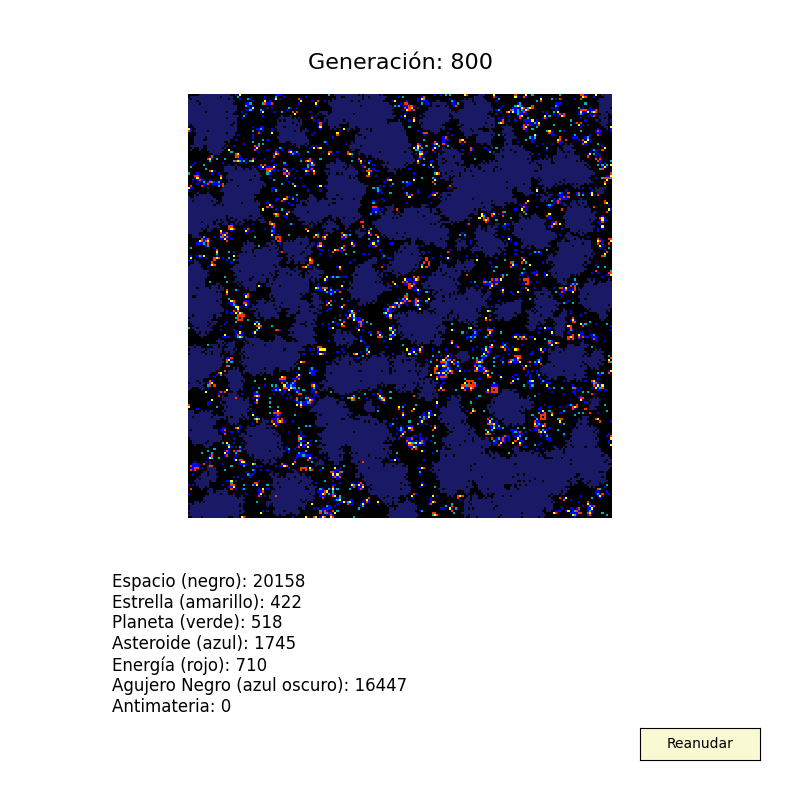 Generación: 800
Espacio (negro): 20158
Estrella (amarillo): 422
Planeta (verde): 518
Asteroide (azul): 1745
Energía (rojo): 710
Agujero Negro (azul oscuro): 16447
Antimateria: 0
Reanudar